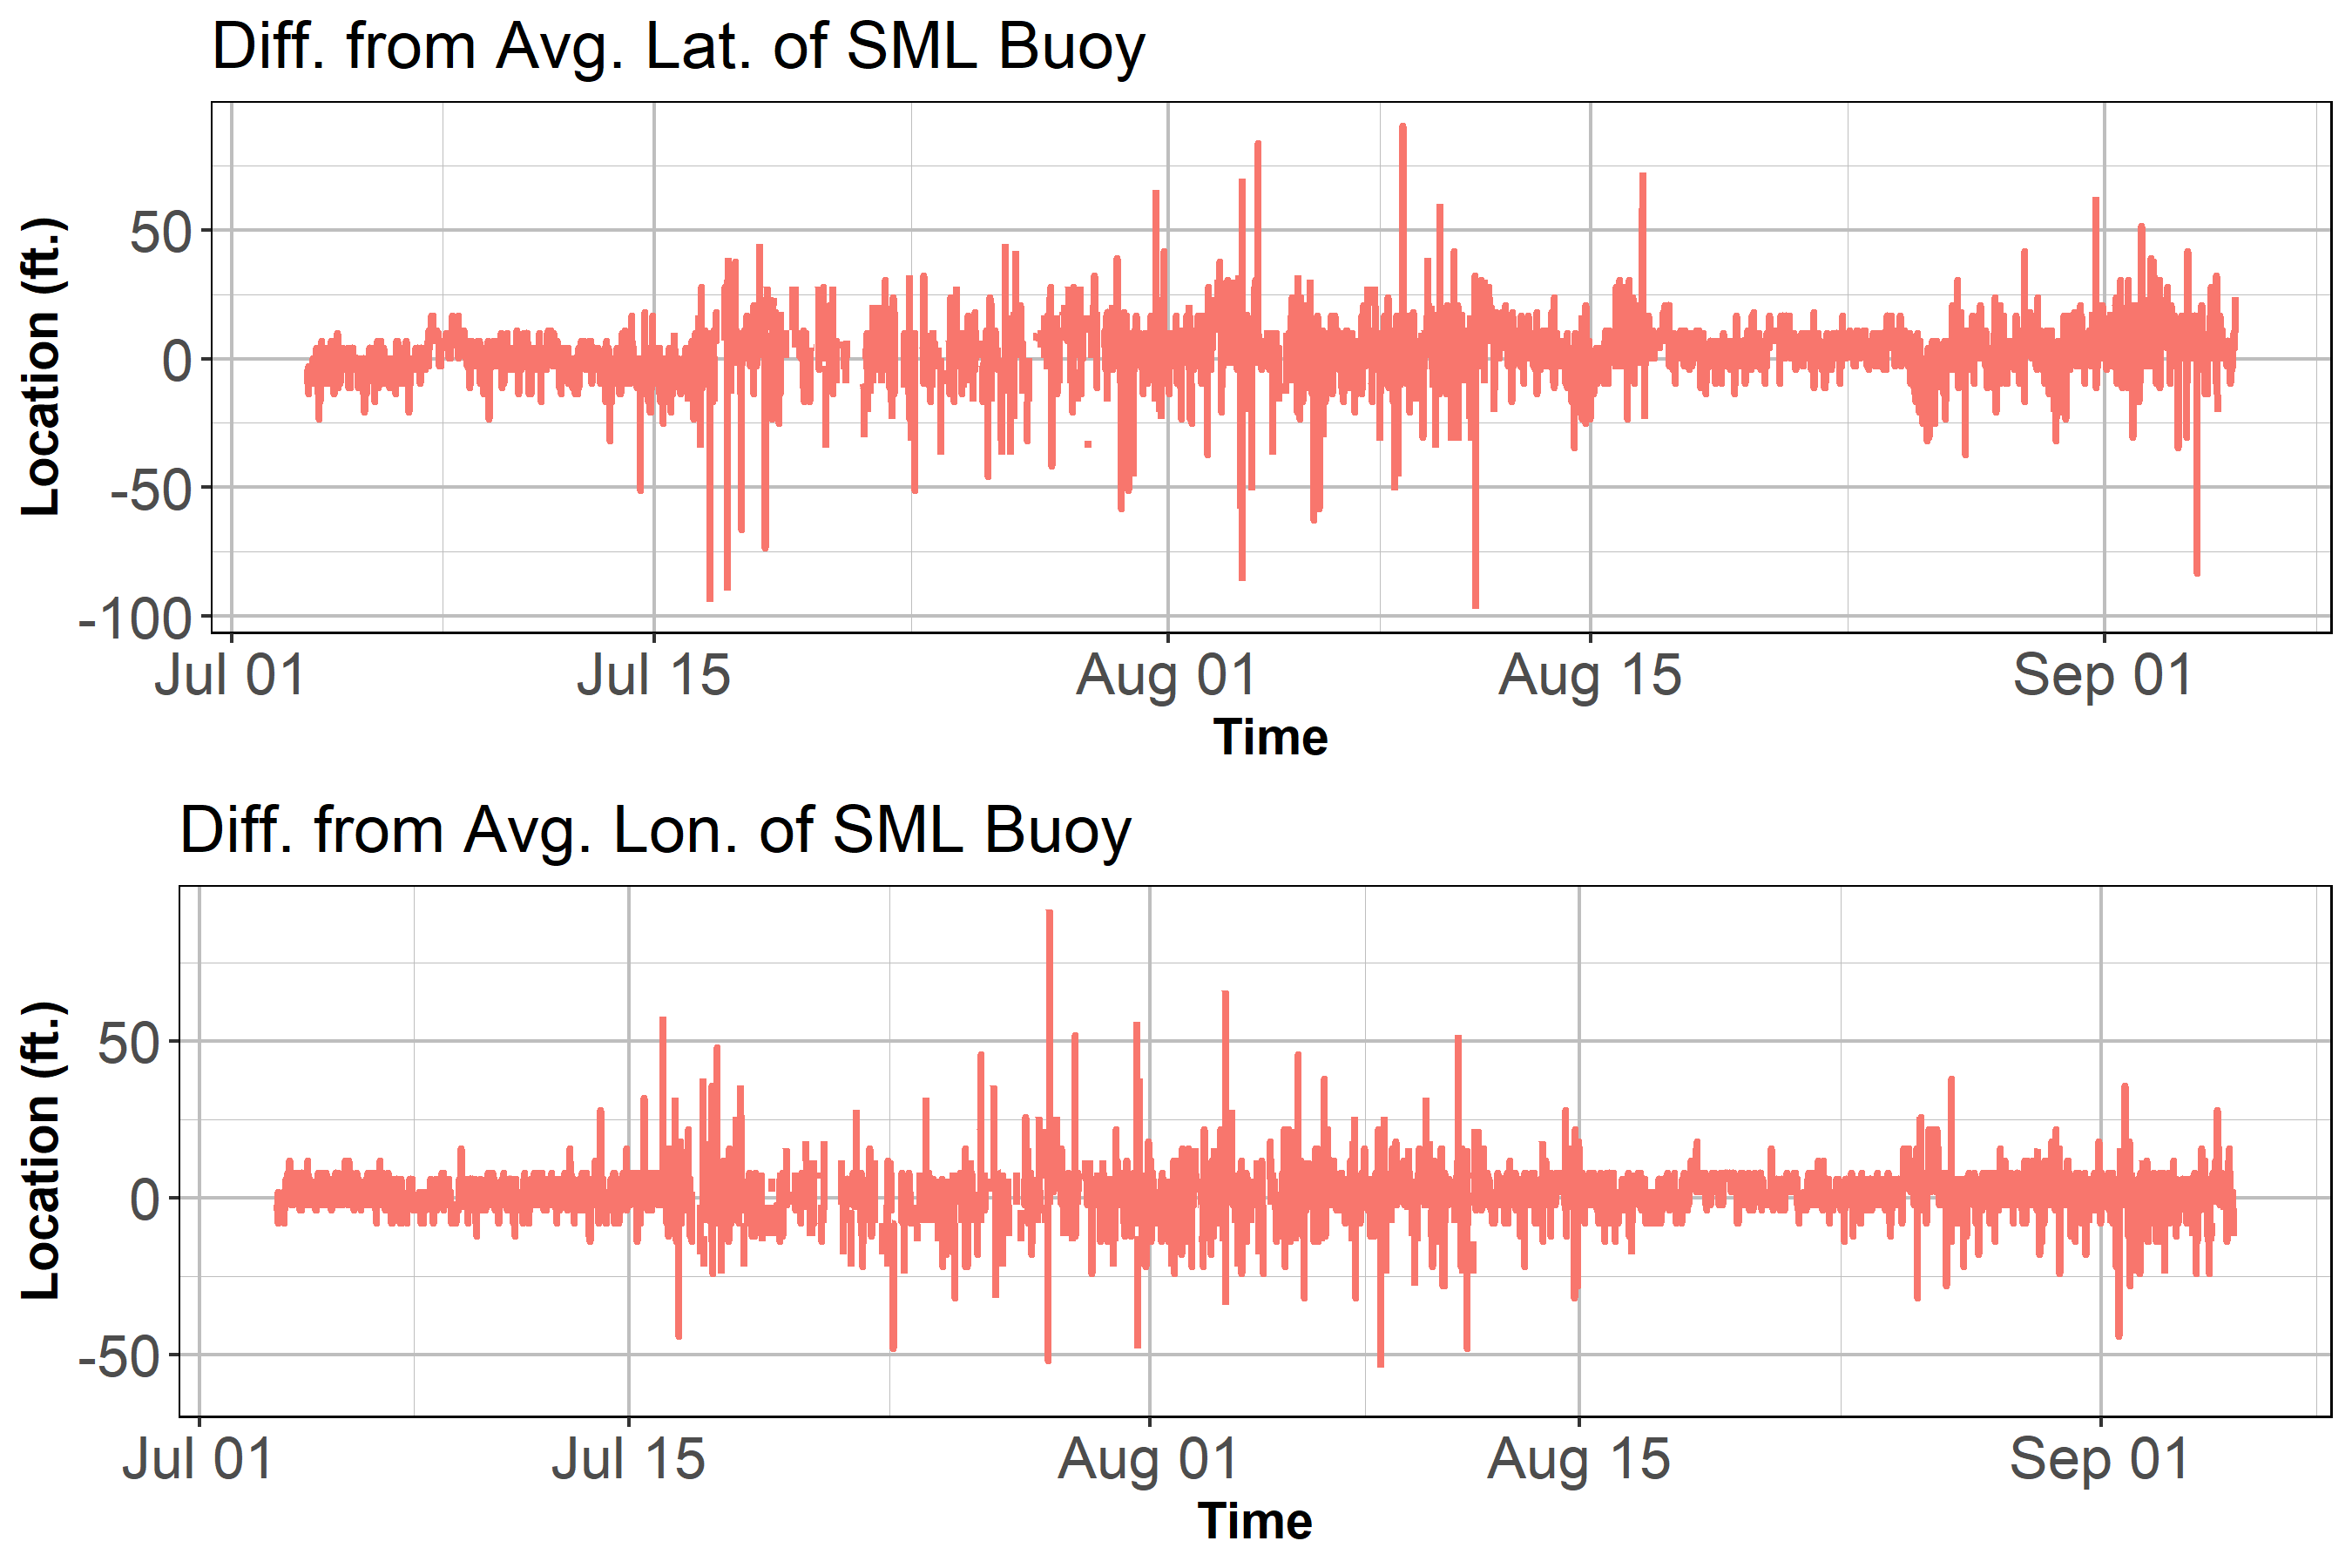 Diff. from Avg. Lat. of SML Buoy
Location (ft.)
50
0
-50
-100
Jul 01 Jul 15 Aug 01 Aug 15 Sep 01
Time
Diff. from Avg. Lon. of SML Buoy
Location (ft.)
50
0
-50
Jul 01 Jul 15 Aug 01 Aug 15 Sep 01
Time